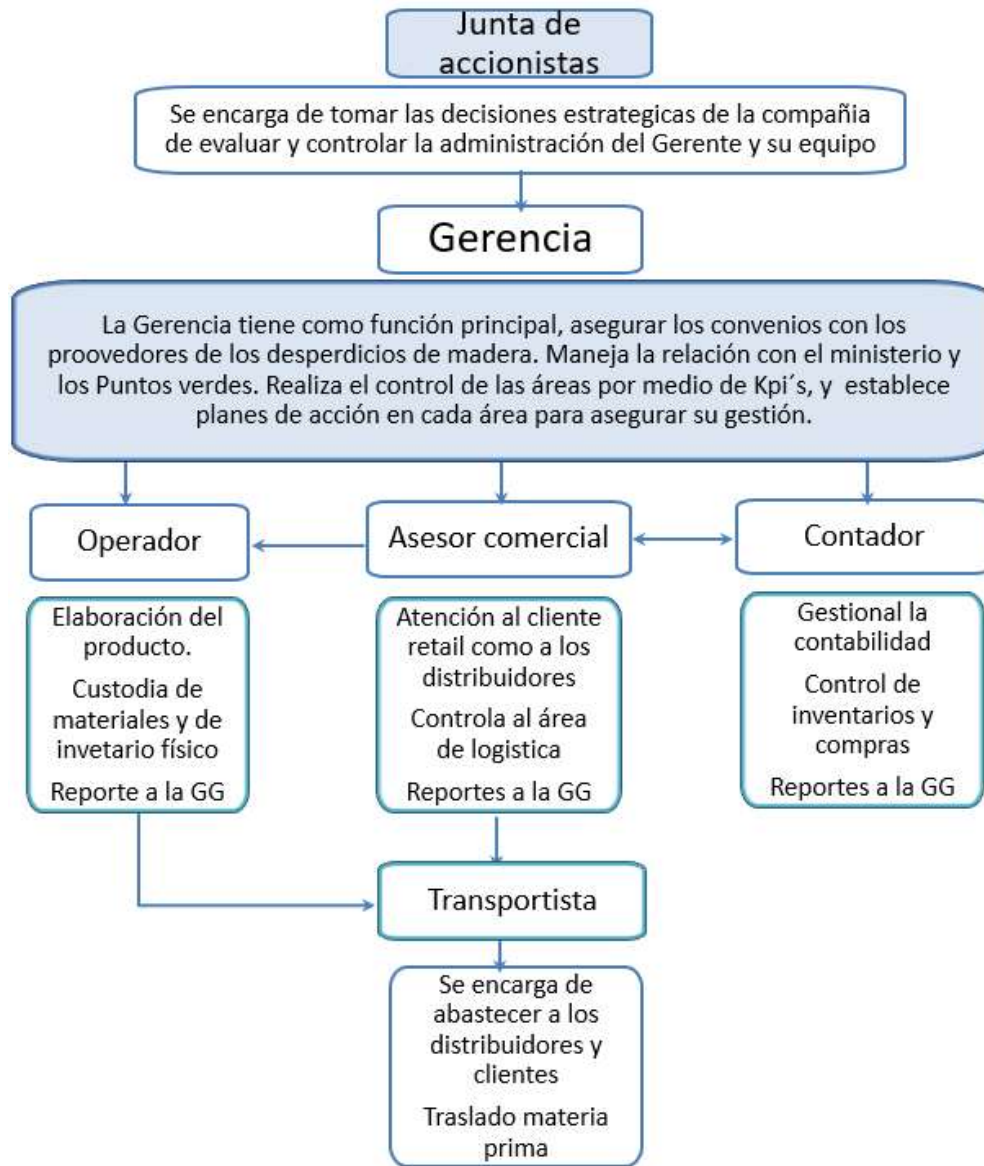 Junta de
accionistas
Se encarga de tomar las decisiones estrategicas de la compañia
de evaluar y controlar la administración del Gerente y su equipo
Gerencia
La Gerencia tiene como función principal, asegurar los convenios con los
proovedores de los desperdicios de madera. Maneja la relación con el ministerio y
los Puntos verdes. Realiza el control de las áreas por medio de Kpi´s, y establece
planes de acción en cada área para asegurar su gestión.
Operador
Asesor comercial
Contador
Elaboración del
producto.
Custodia de
materiales y de
invetario físico
Reporte a la GG
Atención al cliente
retail como a los
distribuidores
Controla al área
de logistica
Reportes a la GG
Gestional la
contabilidad
Control de
inventarios y
compras
Reportes a la GG
Transportista
Se encarga de
abastecer a los
distribuidores y
clientes
Traslado materia
prima